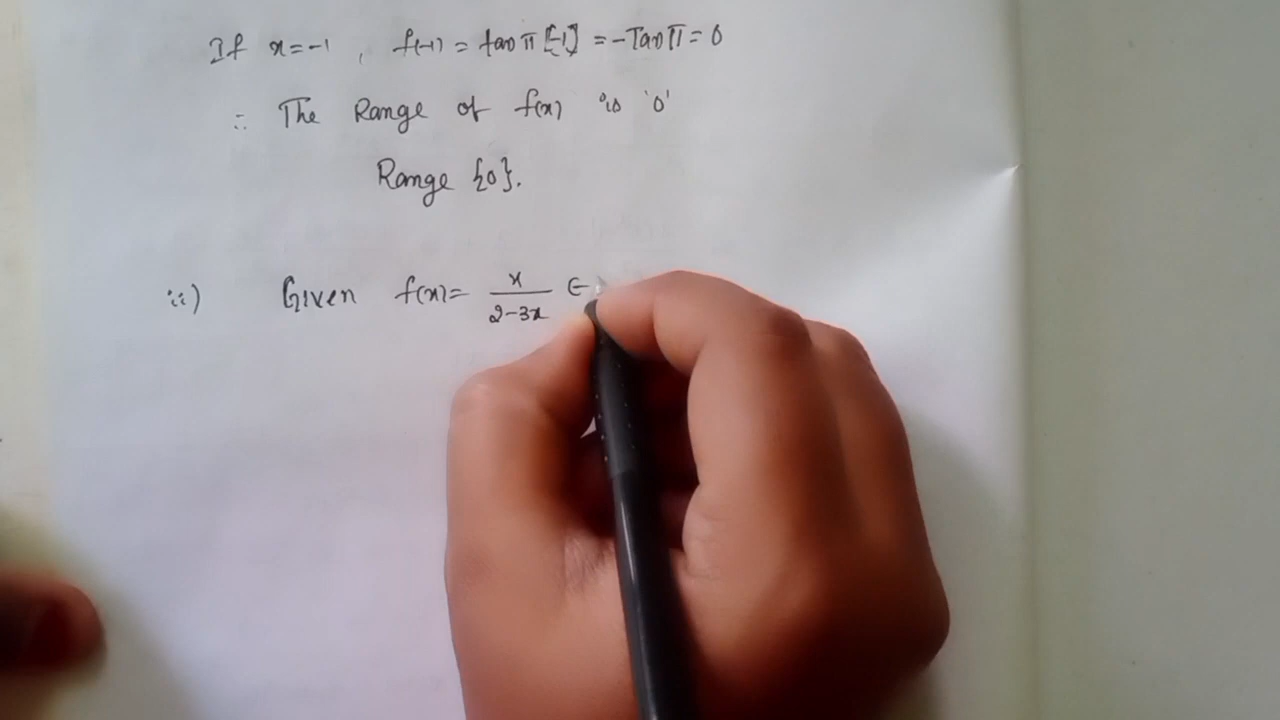 If x=-1, f(-1) = tan π [-1] = -Tan π = 0
∴ The Range of f(x) is '0'
Range {0}.
ii) Given f(x)= x/(2-3x) ∈